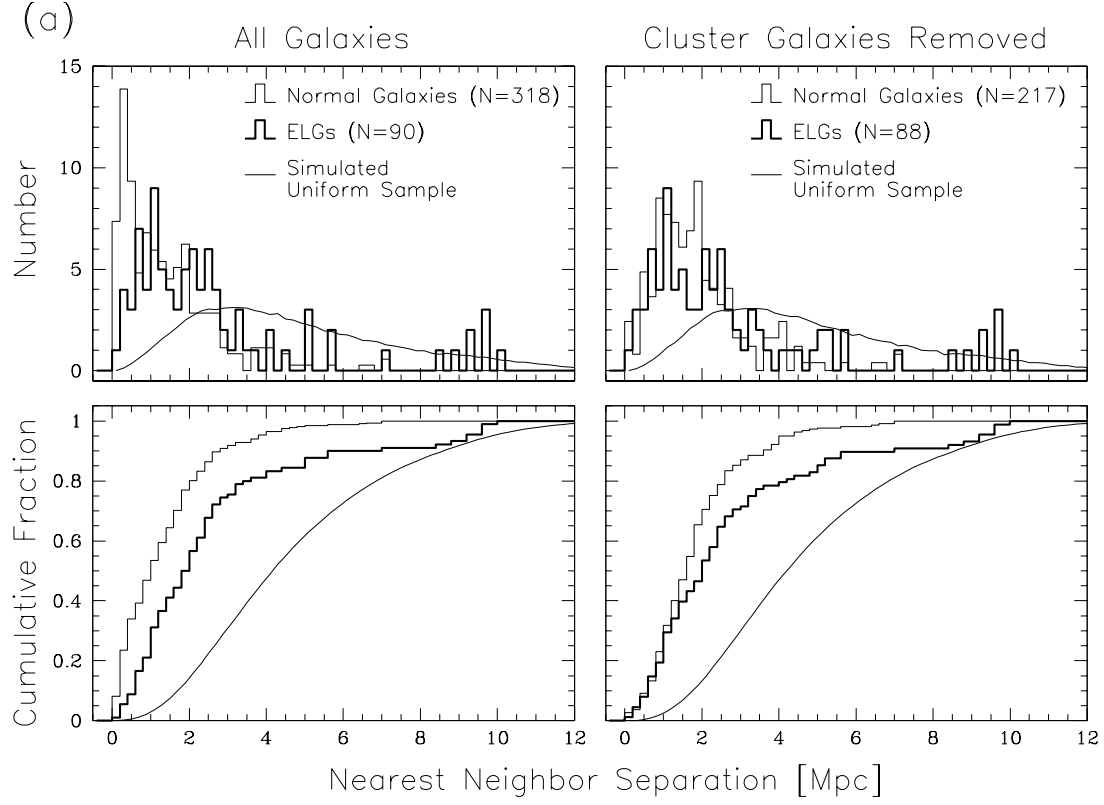 (a)
All Galaxies
Cluster Galaxies Removed
15
10
5
0
Number
Normal Galaxies (N=318)
ELGs (N=90)
Simulated
Uniform Sample
Normal Galaxies (N=217)
ELGs (N=88)
Simulated
Uniform Sample
1
0.8
0.6
0.4
0.2
0
Cumulative Fraction
0 2 4 6 8 10 12
0 2 4 6 8 10 12
Nearest Neighbor Separation [Mpc]